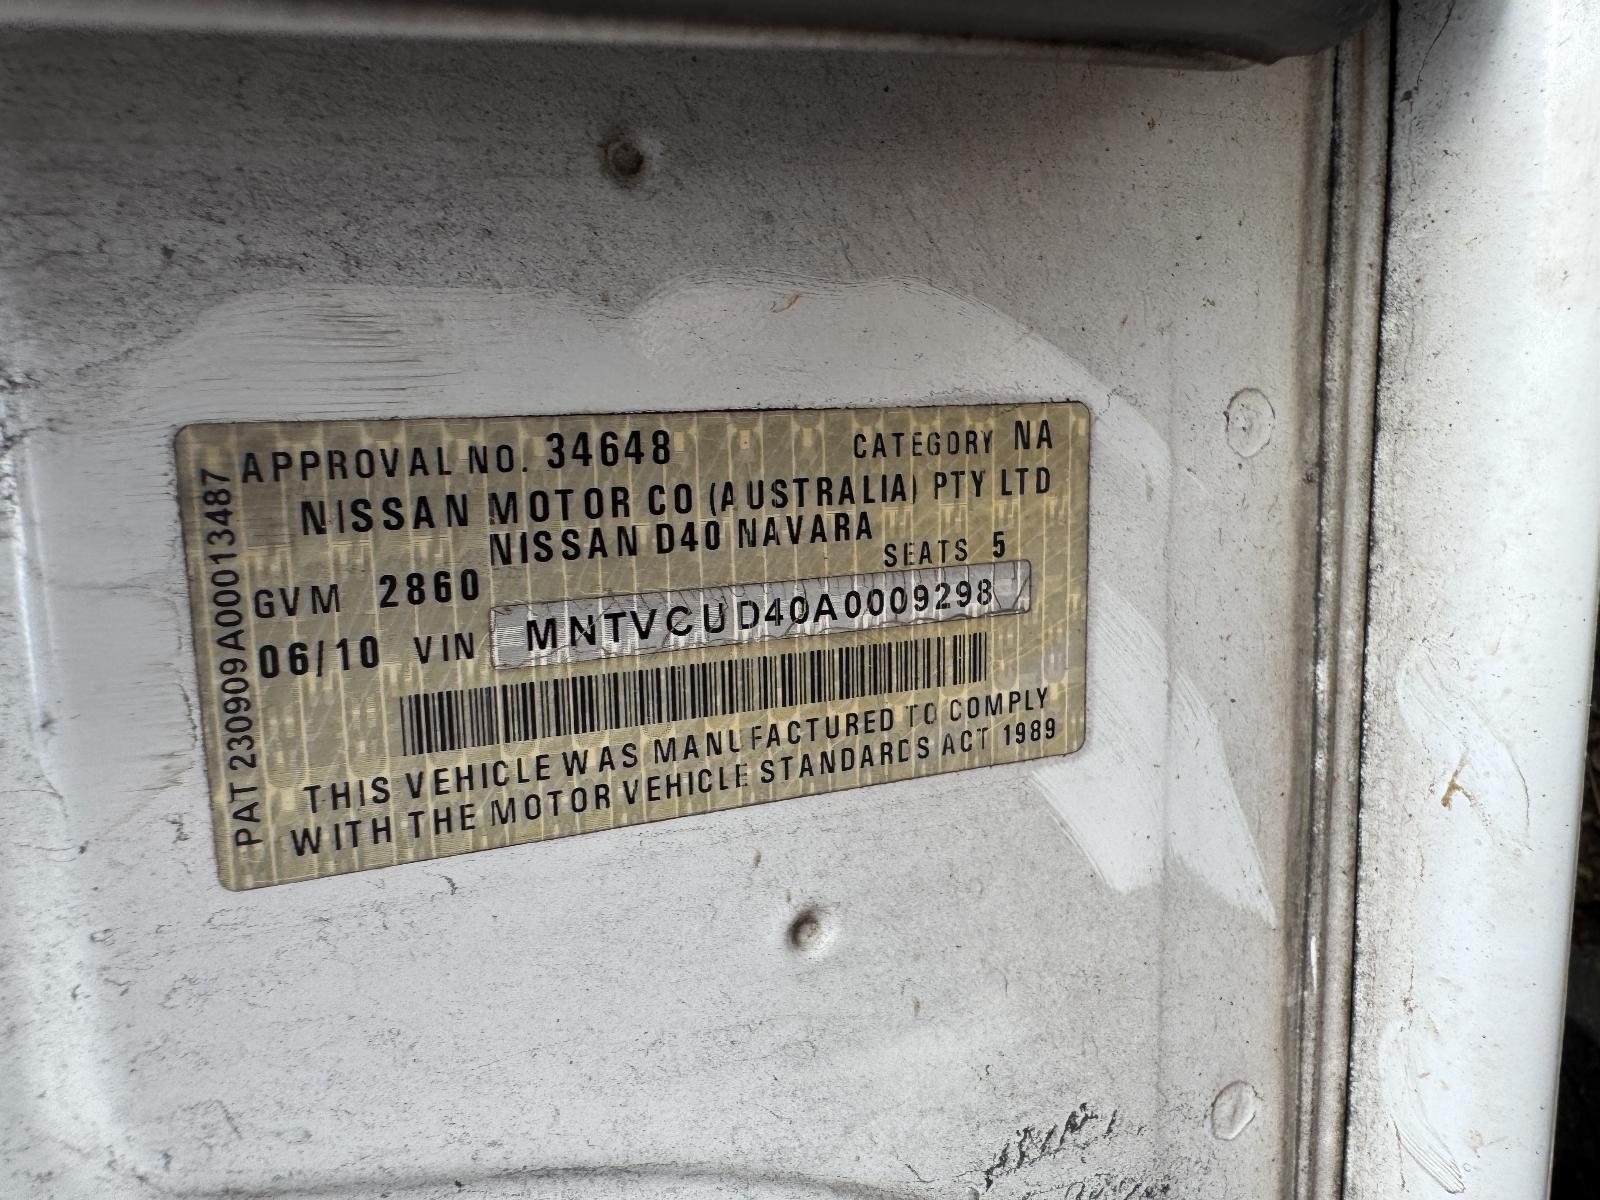 APPROVAL NO. 34648 CATEGORY NA
NISSAN MOTOR CO (AUSTRALIA) PTY LTD
NISSAN D40 NAVARA
SEATS 5
GVM 2860
06/10 VIN MNTVCUD40A0009298
THIS VEHICLE WAS MANUFACTURED TO COMPLY
WITH THE MOTOR VEHICLE STANDARDS ACT 1989
PAT 230909A00013487